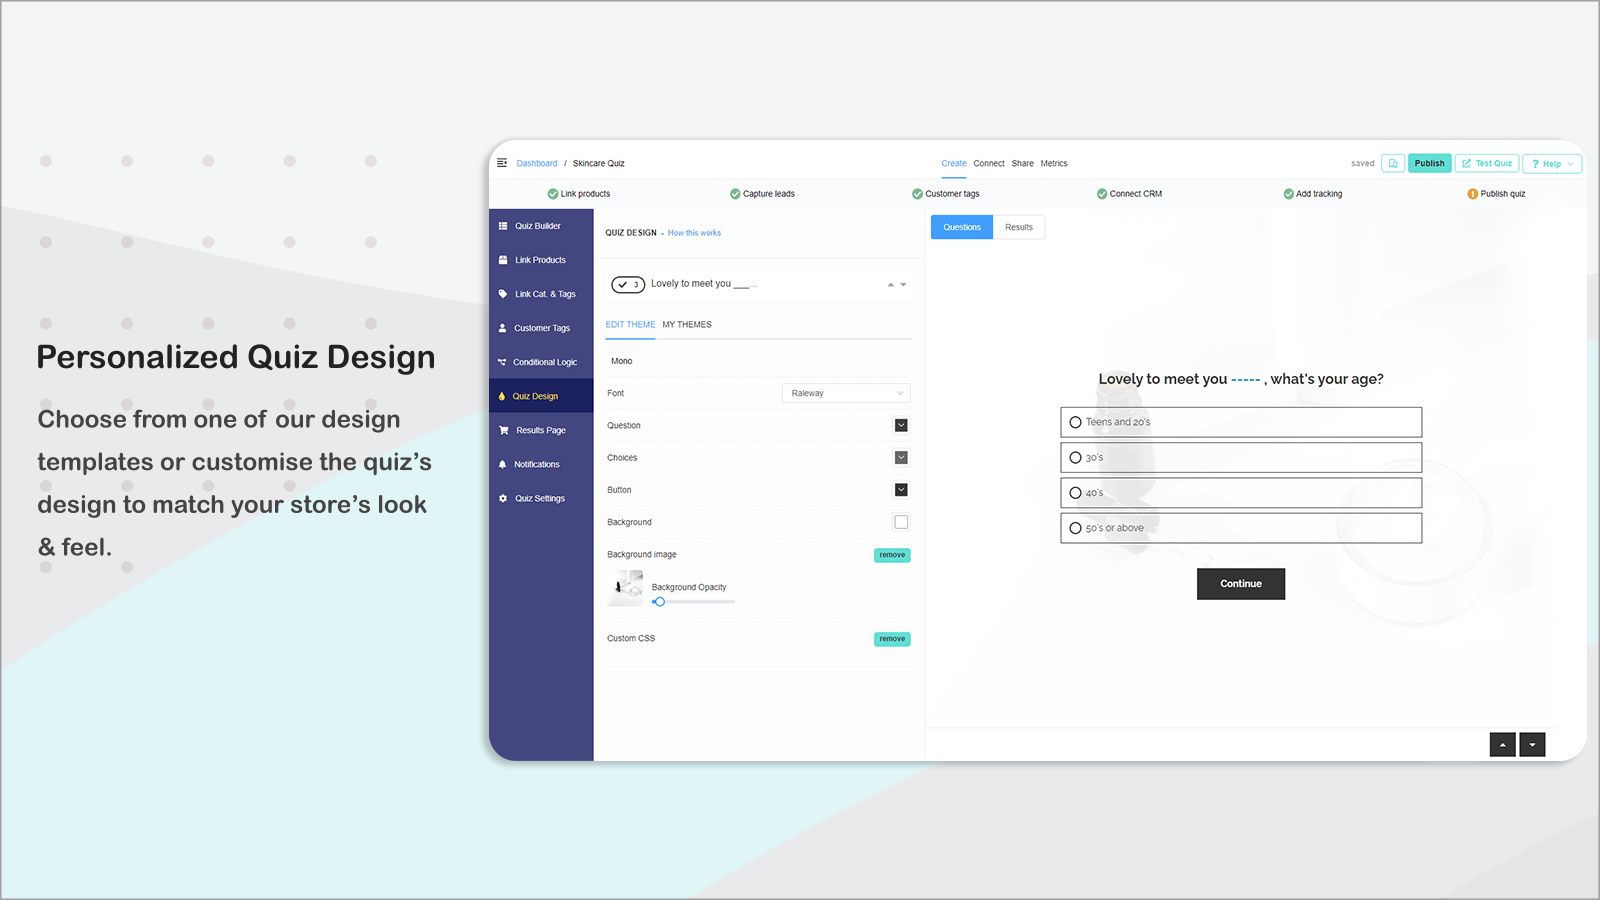 Personalized Quiz Design
Choose from one of our design
templates or customise the quiz's
design to match your store's look
& feel.
Dashboard / Skincare Quiz
Create Connect Share Metrics
saved Publish Test Quiz ? Help
Link products Capture leads Customer tags Connect CRM Add tracking Publish quiz
Quiz Builder
Link Products
Link Cat. & Tags
Customer Tags
Conditional Logic
Quiz Design
Results Page
Notifications
Quiz Settings
QUIZ DESIGN - How this works
3 Lovely to meet you ___...
EDIT THEME MY THEMES
Mono
Font Raleway
Question
Choices
Button
Background
Background image remove
Background Opacity
Custom CSS remove
Questions Results
Lovely to meet you ----- , what's your age?
Teens and 20's
30's
40's
50's or above
Continue